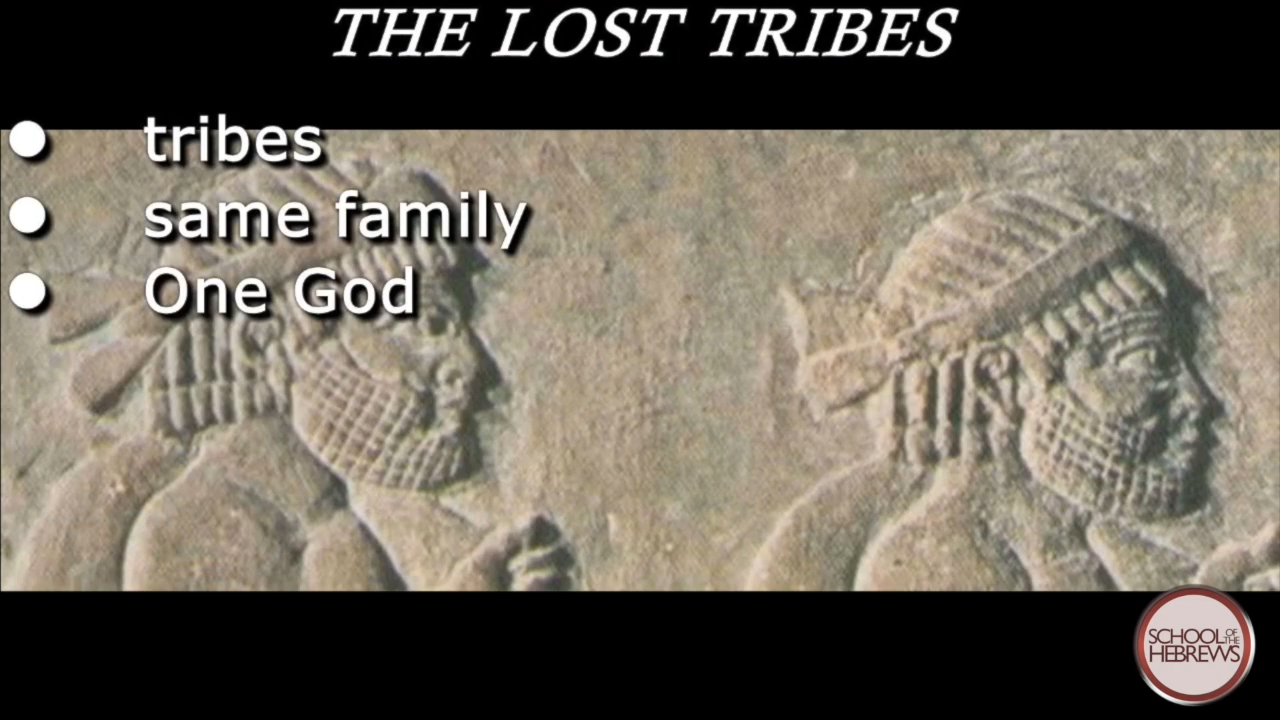 THE LOST TRIBES
● tribes
● same family
● One God
SCHOOL OF THE
HEBREWS